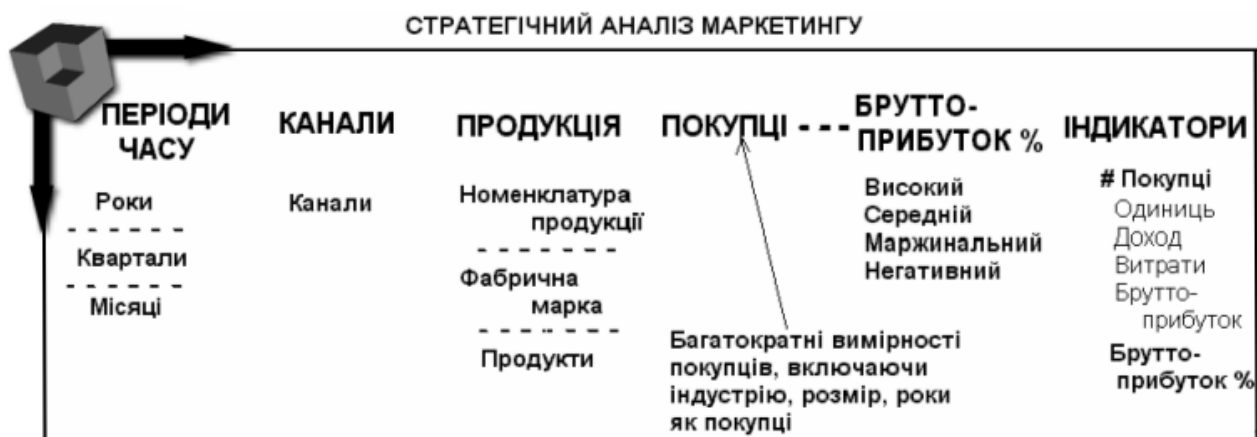 СТРАТЕГІЧНИЙ АНАЛІЗ МАРКЕТИНГУ
ПЕРІОДИ
ЧАСУ
Роки
Квартали
Місяці
КАНАЛИ
Канали
ПРОДУКЦІЯ
Номенклатура
продукції
Фабрична
марка
Продукти
ПОКУПЦІ - - -
Багатократні вимірності
покупців, включаючи
індустрію, розмір, роки
як покупці
БРУТТО-
ПРИБУТОК %
Високий
Середній
Маржинальний
Негативний
ІНДИКАТОРИ
# Покупці
Одиниць
Доход
Витрати
Брутто-
прибуток
Брутто-
прибуток %